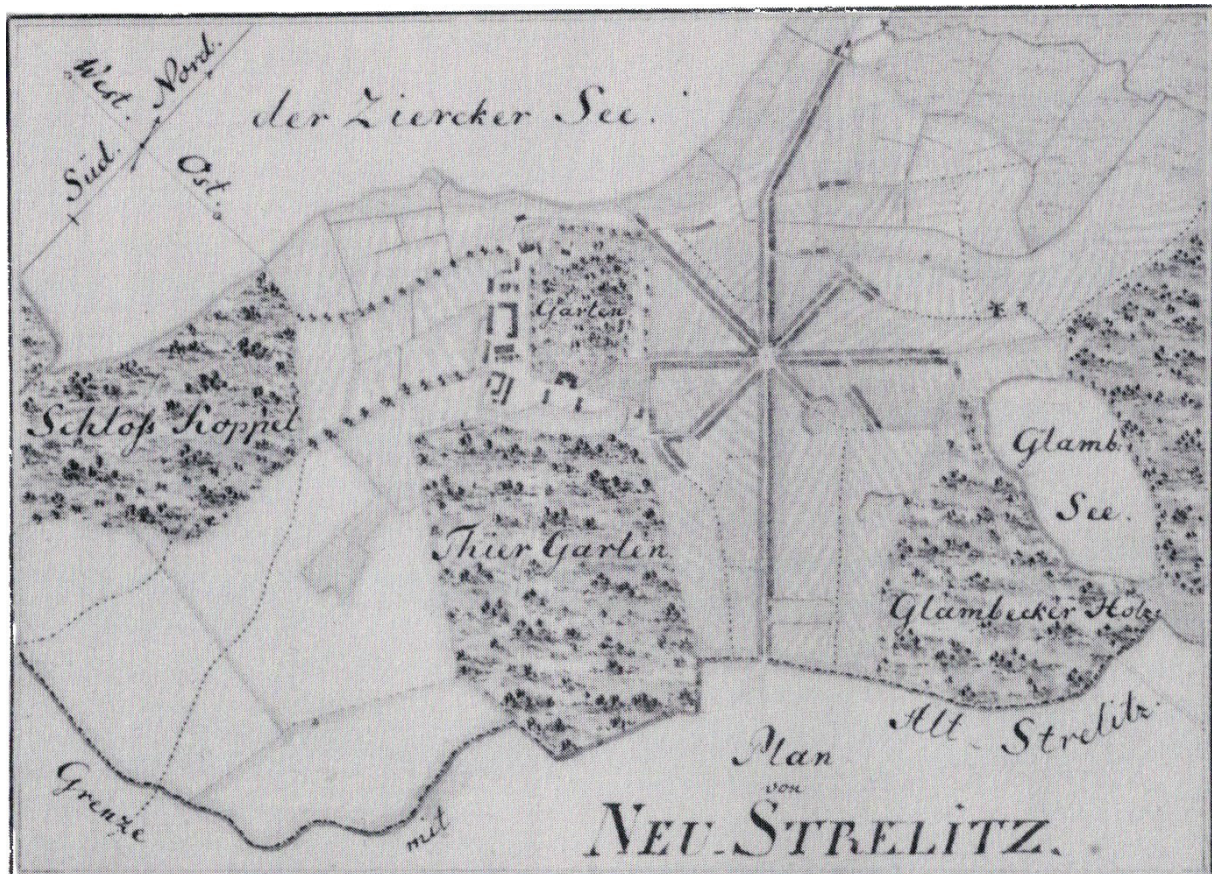 West.
Nord.
Süd.
Ost.
der Ziercker See.
Garten
Schloß Koppel
Glamb.
See.
Thier Garten
Glambecker Holz
Grenze mit Alt-Strelitz.
Plan
von
NEU-STRELITZ.